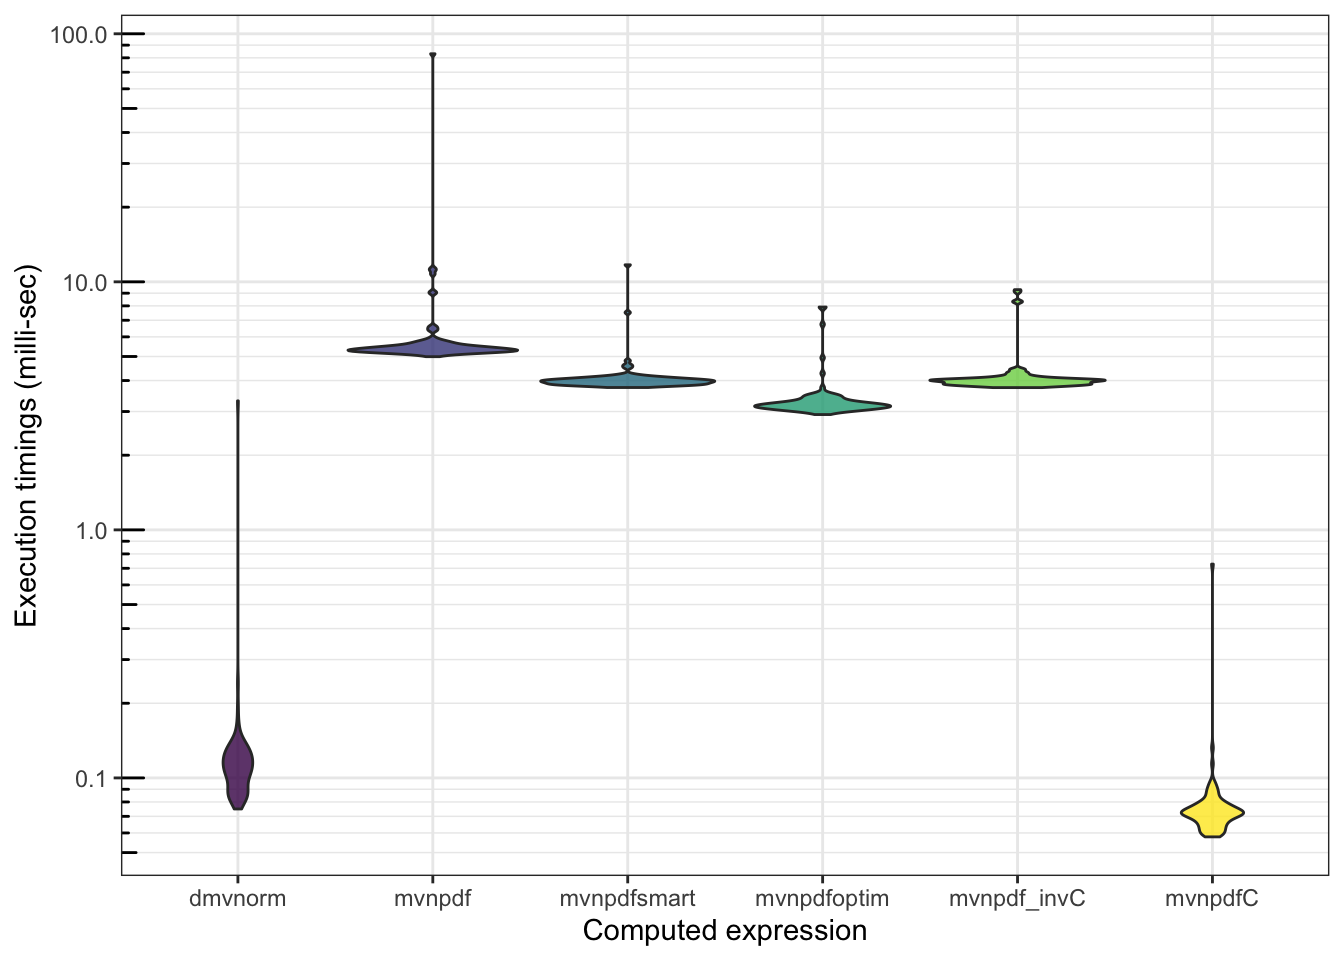 Execution timings (milli-sec)
100.0
10.0
1.0
0.1
dmvnorm mvnpdf mvnpdfsmart mvnpdfoptim mvnpdf_invC mvnpdfC
Computed expression